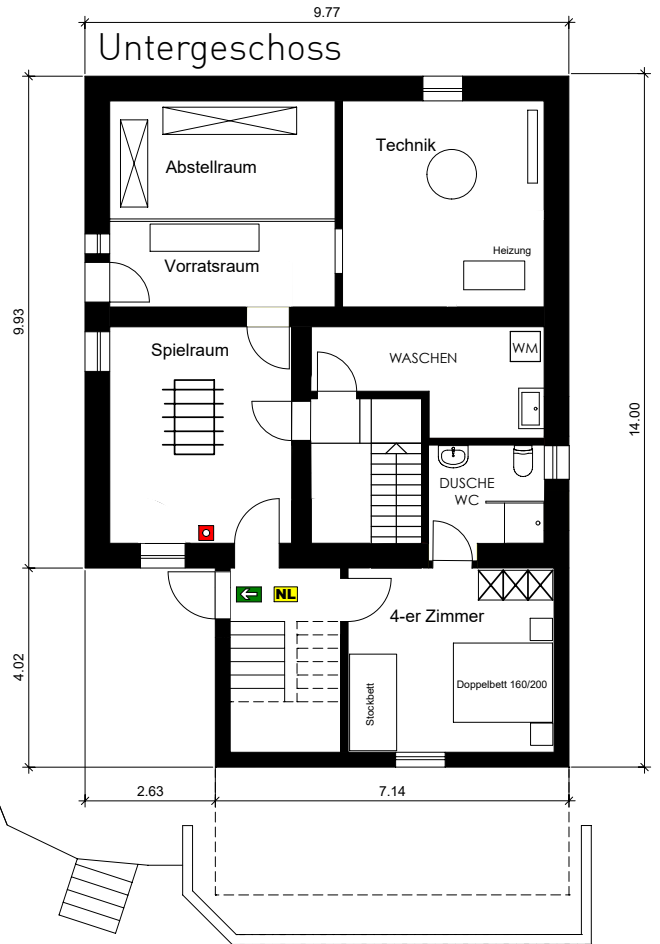 9.77
Untergeschoss
Abstellraum
Technik
Vorratsraum
Heizung
9.93
Spielraum
WASCHEN
WM
14.00
DUSCHE
WC
NL
4-er Zimmer
4.02
Stockbett
Doppelbett 160/200
2.63
7.14